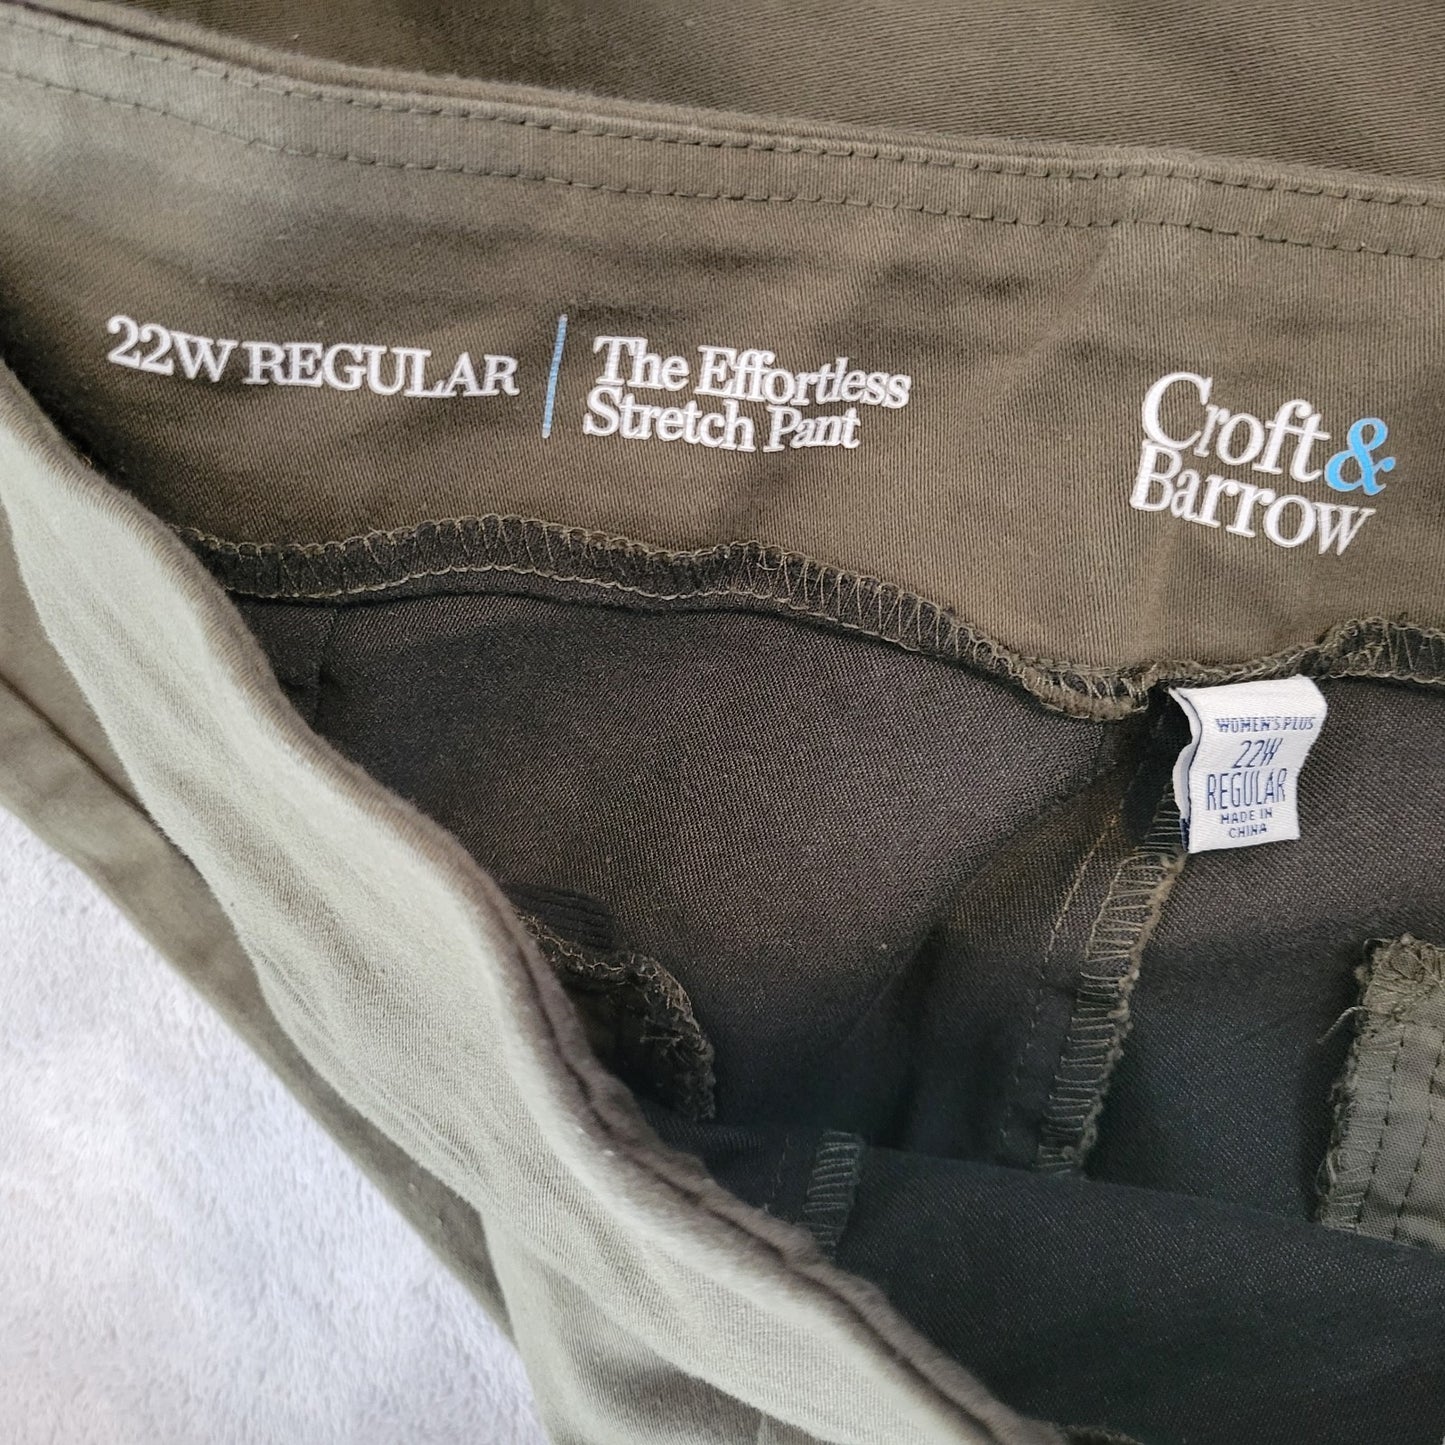 22W REGULAR
The Effortless
Stretch Pant
Croft &
Barrow
WOMEN'S PLUS
22W
REGULAR
MADE IN
CHINA